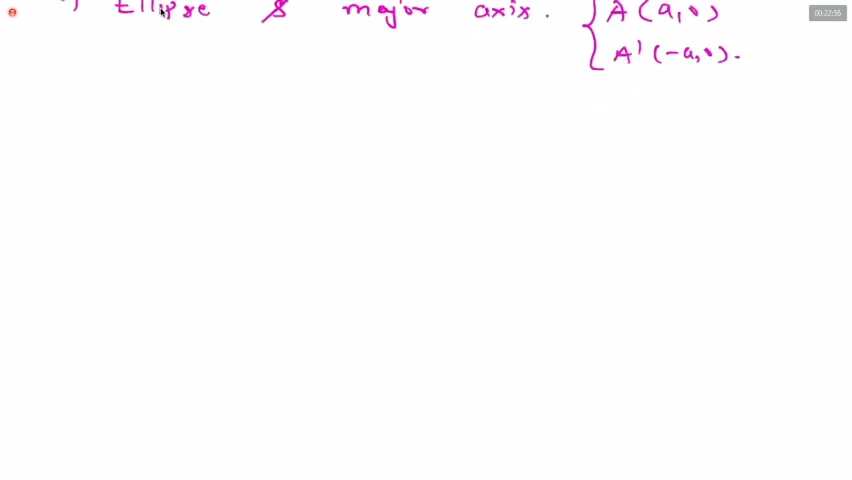 Ellipse & major axis. { A (a, 0)
A' (-a, 0).
00:22:56